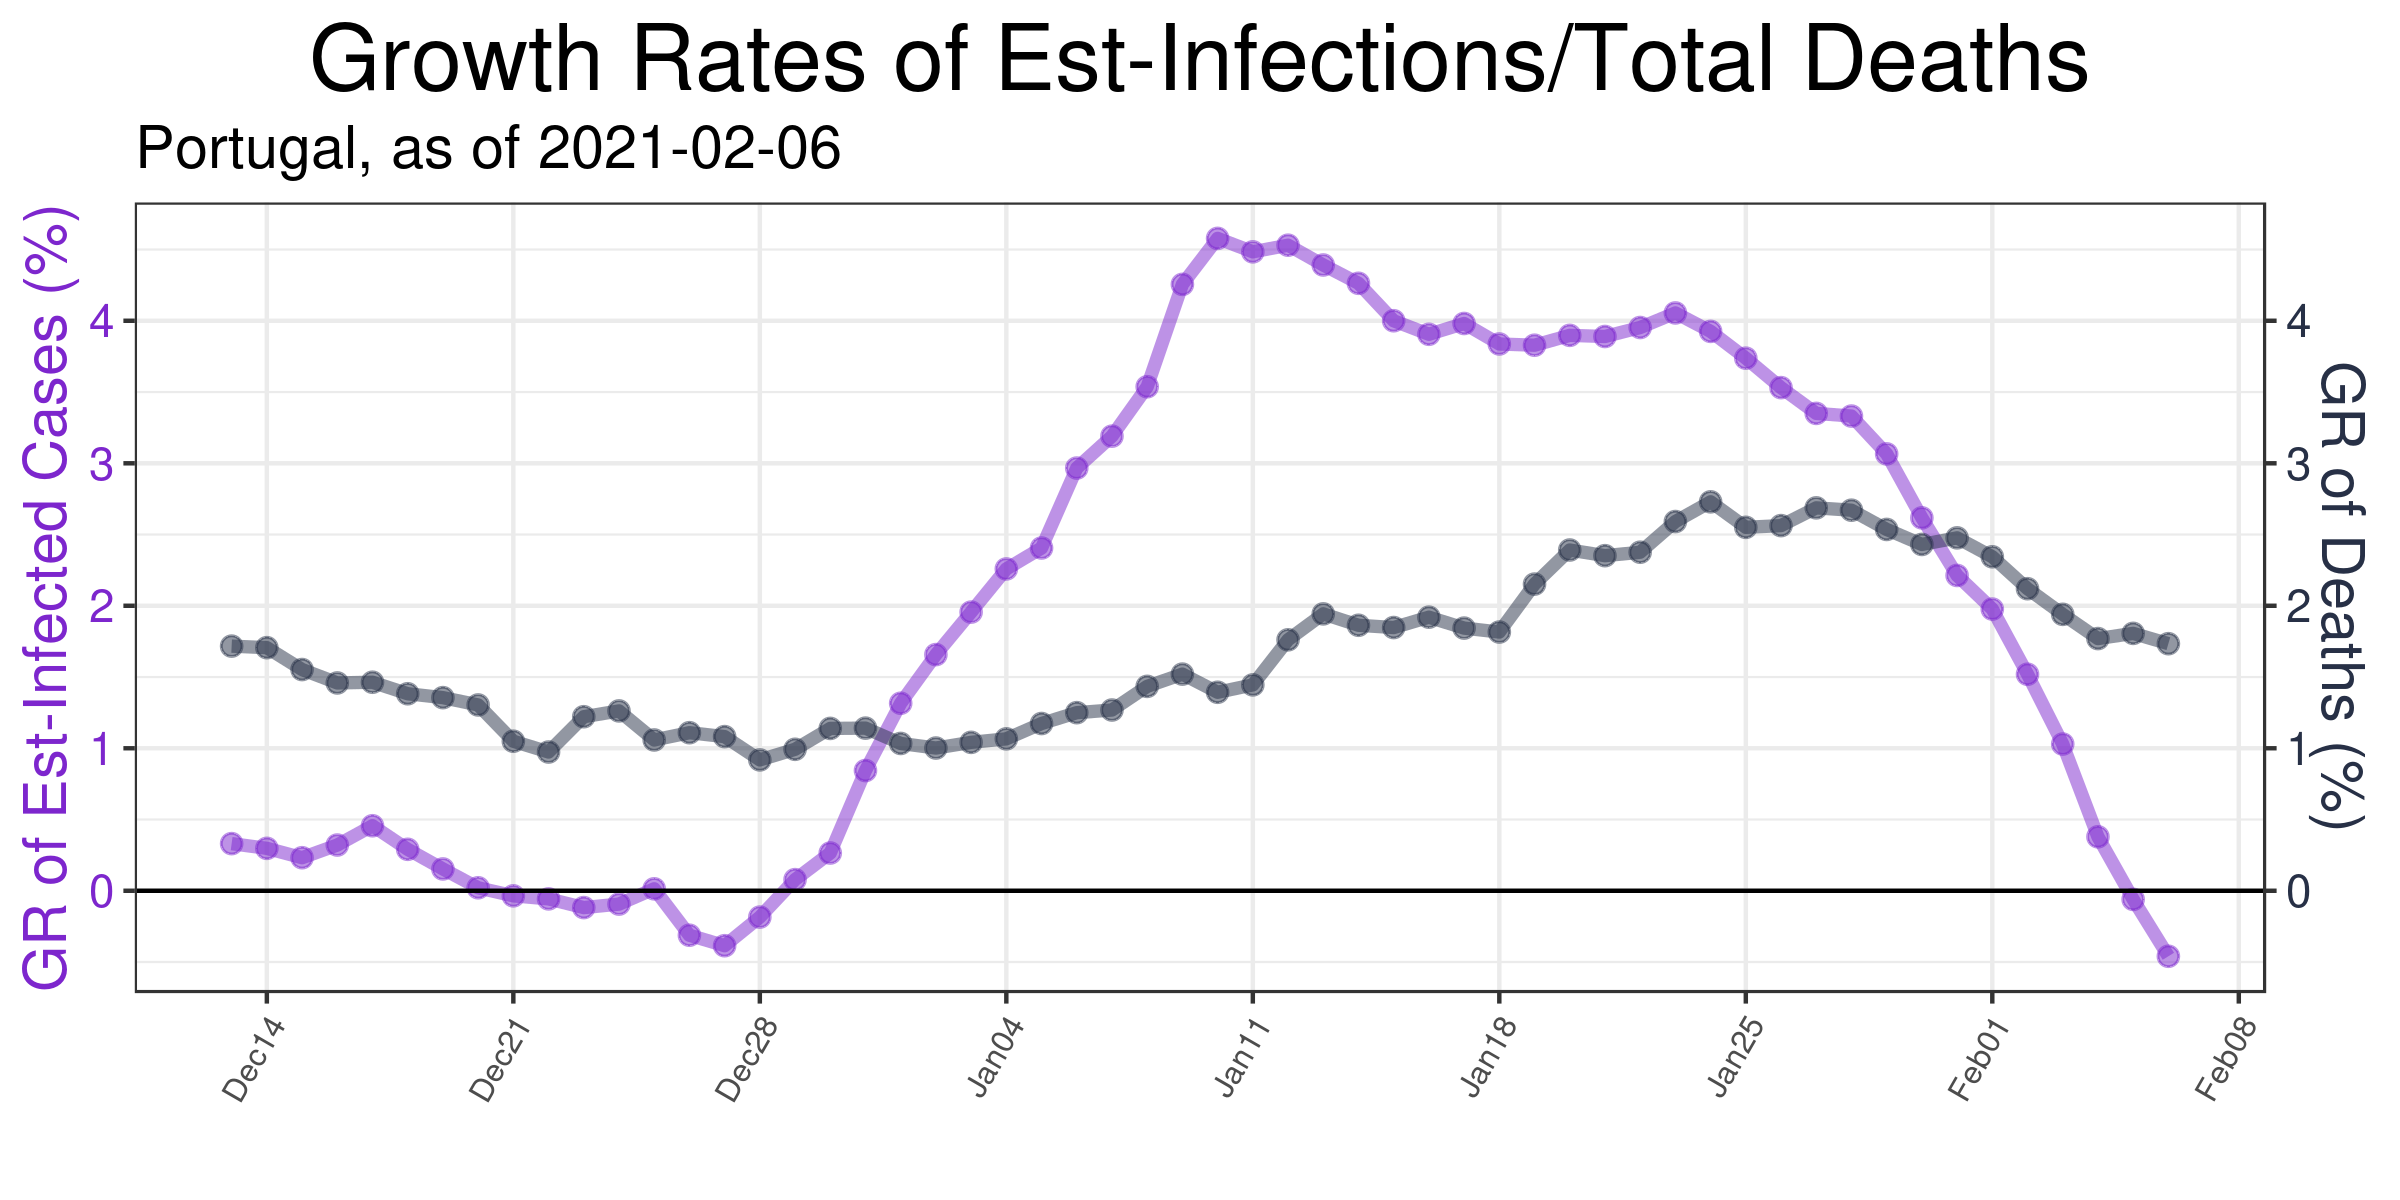 Growth Rates of Est-Infections/Total Deaths
Portugal, as of 2021-02-06
GR of Est-Infected Cases (%)
4
3
2
1
0
4
3
2
1
0
GR of Deaths (%)
Dec14
Dec21
Dec28
Jan04
Jan11
Jan18
Jan25
Feb01
Feb08